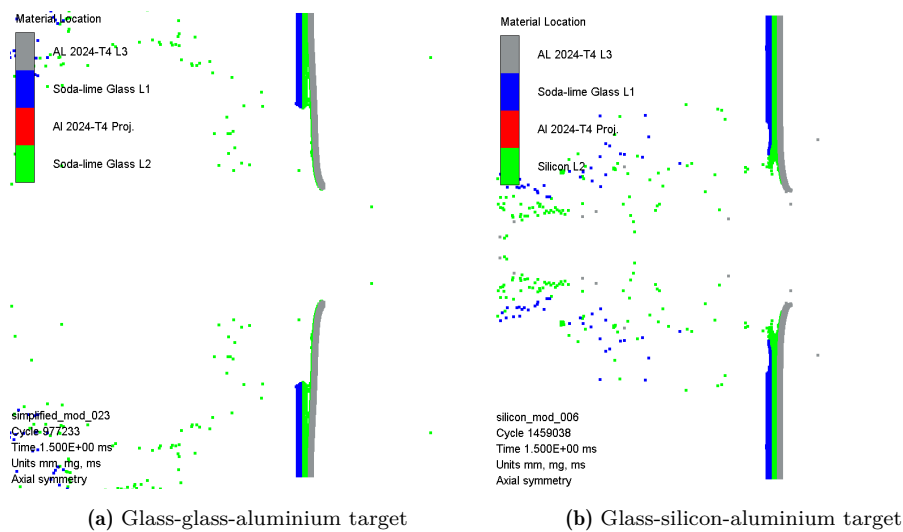 Material Location
AL 2024-T4 L3
Soda-lime Glass L1
Al 2024-T4 Proj.
Soda-lime Glass L2
simplified_mod_023
Cycle 977233
Time 1.500E+00 ms
Units mm, mg, ms
Axial symmetry
(a) Glass-glass-aluminium target
Material Location
AL 2024-T4 L3
Soda-lime Glass L1
Al 2024-T4 Proj.
Silicon L2
silicon_mod_006
Cycle 1459038
Time 1.500E+00 ms
Units mm, mg, ms
Axial symmetry
(b) Glass-silicon-aluminium target